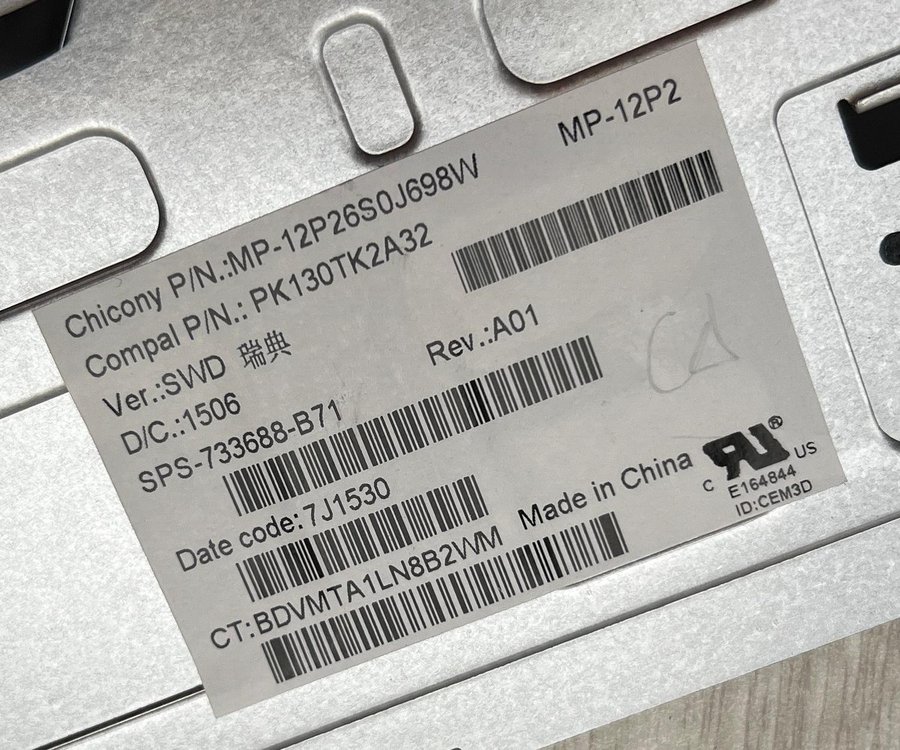 MP-12P2
Chicony P/N.:MP-12P26S0J698W
Compal P/N.: PK130TK2A32
Ver.:SWD 瑞典
Rev.:A01
D/C.:1506
SPS-733688-B71
Date code:7J1530
Made in China
CT:BDVMTA1LN8B2WM
C RU® US
E164844
ID:CEM3D